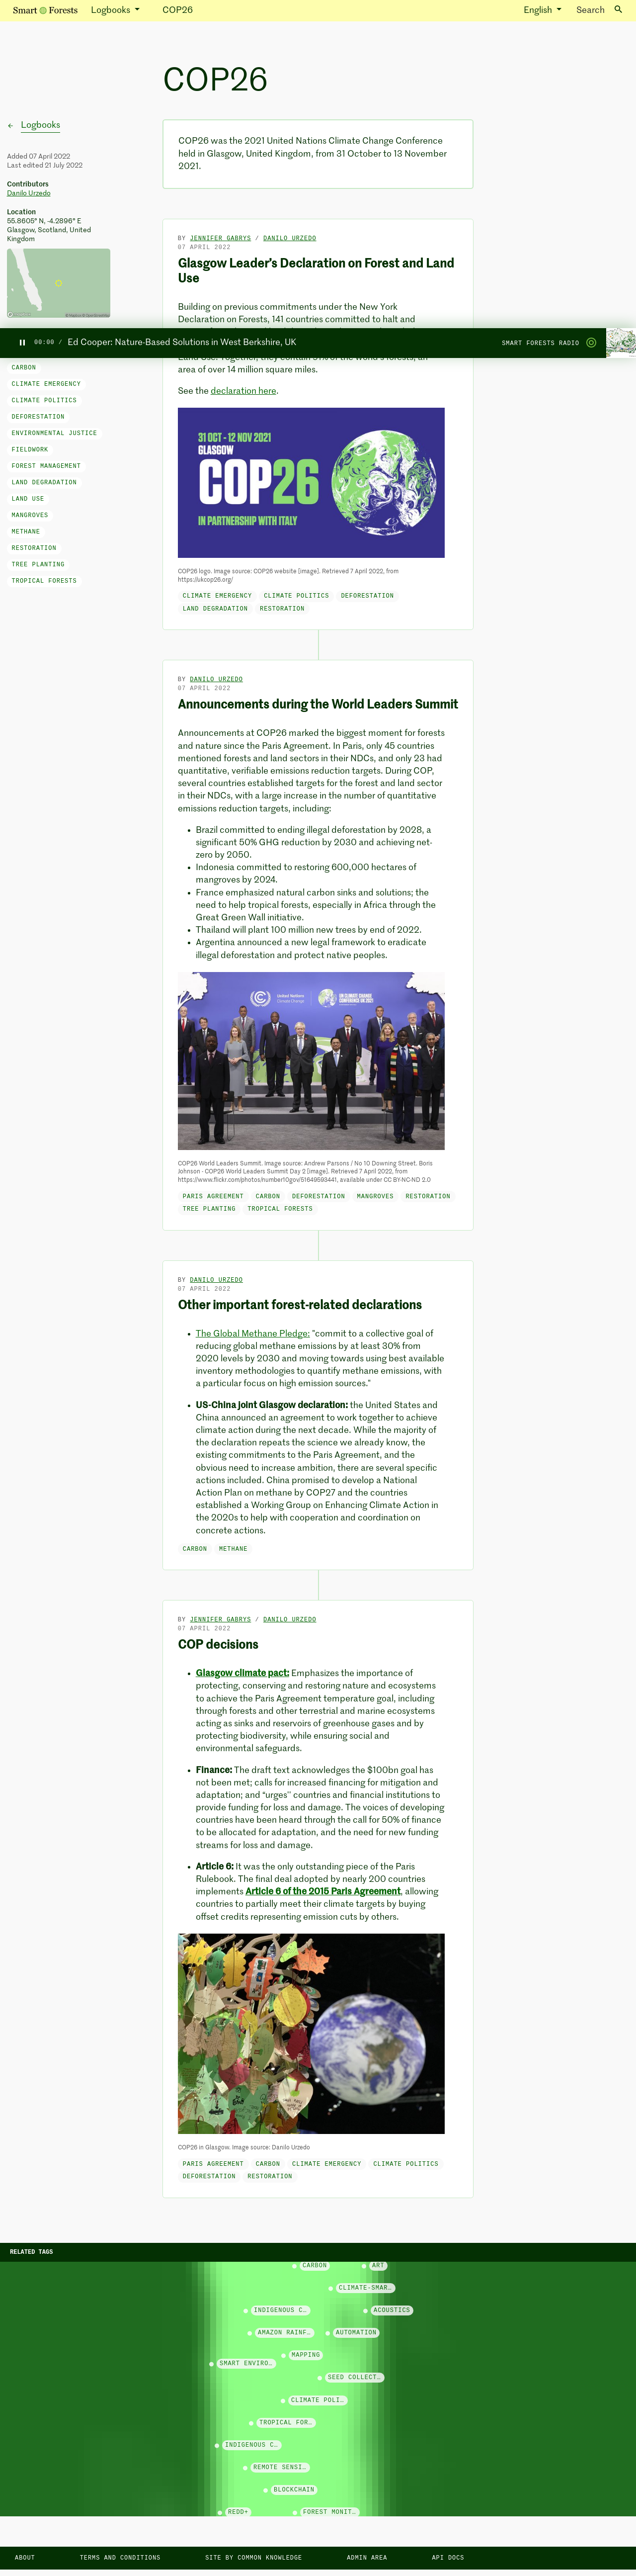 Smart Forests
Logbooks
COP26
English
Search
COP26
Logbooks
Added 07 April 2022
Last edited 21 July 2022
Contributors
Danilo Urzedo
Location
55.8605° N, -4.2896° E
Glasgow, Scotland, United
Kingdom
COP26 was the 2021 United Nations Climate Change Conference
held in Glasgow, United Kingdom, from 31 October to 13 November
2021.
BY JENNIFER GABRYS / DANILO URZEDO
07 APRIL 2022
Glasgow Leader's Declaration on Forest and Land
Use
Building on previous commitments under the New York
Declaration on Forests, 141 countries committed to halt and
00:00 / Ed Cooper: Nature-Based Solutions in West Berkshire, UK
SMART FORESTS RADIO
area of over 14 million square miles.
See the declaration here.
CARBON
CLIMATE EMERGENCY
CLIMATE POLITICS
DEFORESTATION
ENVIRONMENTAL JUSTICE
FIELDWORK
FOREST MANAGEMENT
LAND DEGRADATION
LAND USE
MANGROVES
METHANE
RESTORATION
TREE PLANTING
TROPICAL FORESTS
31 OCT - 12 NOV 2021
GLASGOW
COP26
IN PARTNERSHIP WITH ITALY
COP26 logo. Image source: COP26 website [image]. Retrieved 7 April 2022, from
https://ukcop26.org/
CLIMATE EMERGENCY CLIMATE POLITICS DEFORESTATION
LAND DEGRADATION RESTORATION
BY DANILO URZEDO
07 APRIL 2022
Announcements during the World Leaders Summit
Announcements at COP26 marked the biggest moment for forests
and nature since the Paris Agreement. In Paris, only 45 countries
mentioned forests and land sectors in their NDCs, and only 23 had
quantitative, verifiable emissions reduction targets. During COP,
several countries established targets for the forest and land sector
in their NDCs, with a large increase in the number of quantitative
emissions reduction targets, including:
Brazil committed to ending illegal deforestation by 2028, a
significant 50% GHG reduction by 2030 and achieving net-
zero by 2050.
Indonesia committed to restoring 600,000 hectares of
mangroves by 2024.
France emphasized natural carbon sinks and solutions; the
need to help tropical forests, especially in Africa through the
Great Green Wall initiative.
Thailand will plant 100 million new trees by end of 2022.
Argentina announced a new legal framework to eradicate
illegal deforestation and protect native peoples.
COP26 World Leaders Summit. Image source: Andrew Parsons / No 10 Downing Street. Boris
Johnson - COP26 World Leaders Summit Day 2 [image]. Retrieved 7 April 2022, from
https://www.flickr.com/photos/number10gov/51649593441, available under CC BY-NC-ND 2.0
PARIS AGREEMENT CARBON DEFORESTATION MANGROVES RESTORATION
TREE PLANTING TROPICAL FORESTS
BY DANILO URZEDO
07 APRIL 2022
Other important forest-related declarations
The Global Methane Pledge: "commit to a collective goal of
reducing global methane emissions by at least 30% from
2020 levels by 2030 and moving towards using best available
inventory methodologies to quantify methane emissions, with
a particular focus on high emission sources."
US-China joint Glasgow declaration: the United States and
China announced an agreement to work together to achieve
climate action during the next decade. While the majority of
the declaration repeats the science we already know, the
existing commitments to the Paris Agreement, and the
obvious need to increase ambition, there are several specific
actions included. China promised to develop a National
Action Plan on methane by COP27 and the countries
established a Working Group on Enhancing Climate Action in
the 2020s to help with cooperation and coordination on
concrete actions.
CARBON METHANE
BY JENNIFER GABRYS / DANILO URZEDO
07 APRIL 2022
COP decisions
Glasgow climate pact: Emphasizes the importance of
protecting, conserving and restoring nature and ecosystems
to achieve the Paris Agreement temperature goal, including
through forests and other terrestrial and marine ecosystems
acting as sinks and reservoirs of greenhouse gases and by
protecting biodiversity, while ensuring social and
environmental safeguards.
Finance: The draft text acknowledges the $100bn goal has
not been met; calls for increased financing for mitigation and
adaptation; and "urges" countries and financial institutions to
provide funding for loss and damage. The voices of developing
countries have been heard through the call for 50% of finance
to be allocated for adaptation, and the need for new funding
streams for loss and damage.
Article 6: It was the only outstanding piece of the Paris
Rulebook. The final deal adopted by nearly 200 countries
implements Article 6 of the 2015 Paris Agreement, allowing
countries to partially meet their climate targets by buying
offset credits representing emission cuts by others.
COP26 in Glasgow. Image source: Danilo Urzedo
PARIS AGREEMENT CARBON CLIMATE EMERGENCY CLIMATE POLITICS
DEFORESTATION RESTORATION
RELATED TAGS
CARBON ART
CLIMATE-SMAR…
INDIGENOUS C… ACOUSTICS
AMAZON RAINF… AUTOMATION
MAPPING
SMART ENVIRO…
SEED COLLECT…
CLIMATE POLI…
TROPICAL FOR…
INDIGENOUS C…
REMOTE SENSI…
BLOCKCHAIN
REDD+ FOREST MONIT…
ABOUT
TERMS AND CONDITIONS
SITE BY COMMON KNOWLEDGE
ADMIN AREA
API DOCS